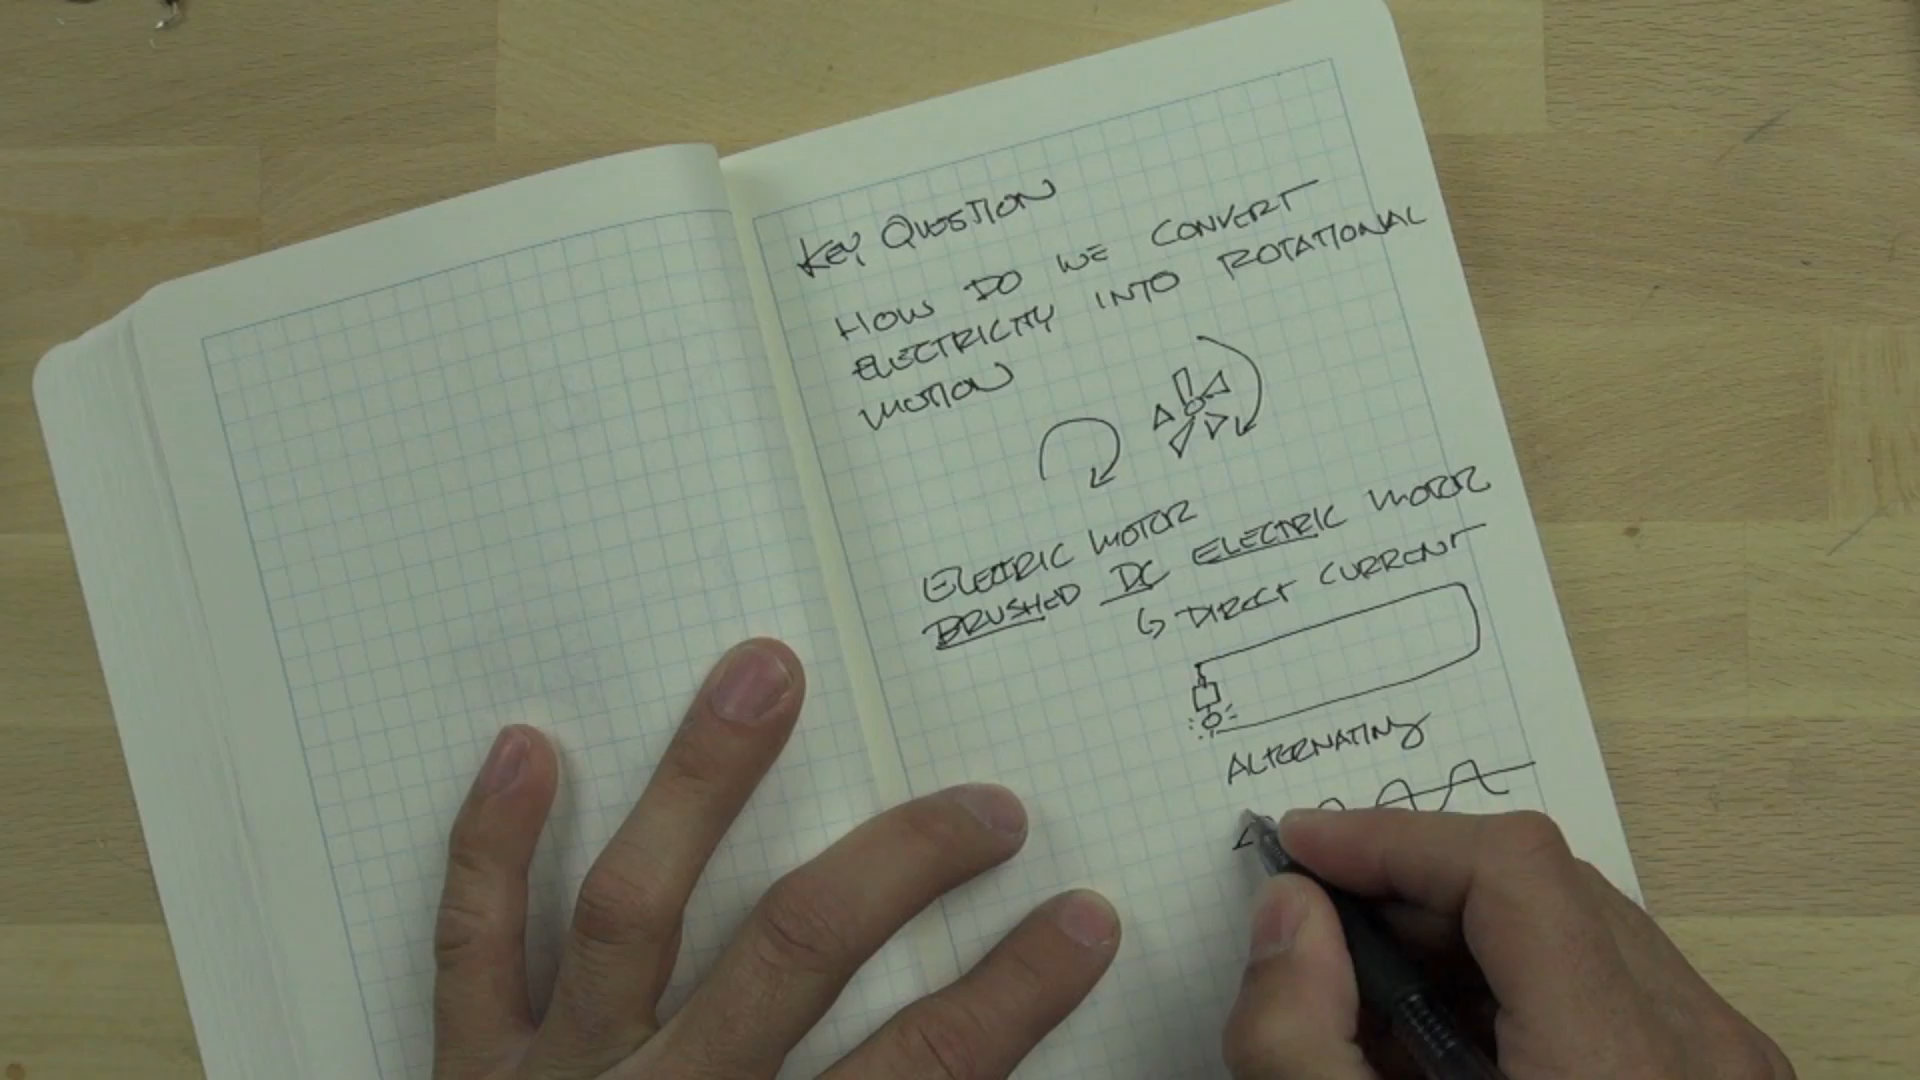 KEY QUESTION
HOW DO WE CONVERT
ELECTRICITY INTO ROTATIONAL
MOTION
ELECTRIC MOTOR
BRUSHED DC ELECTRIC MOTOR
↳ DIRECT CURRENT
ALTERNATING